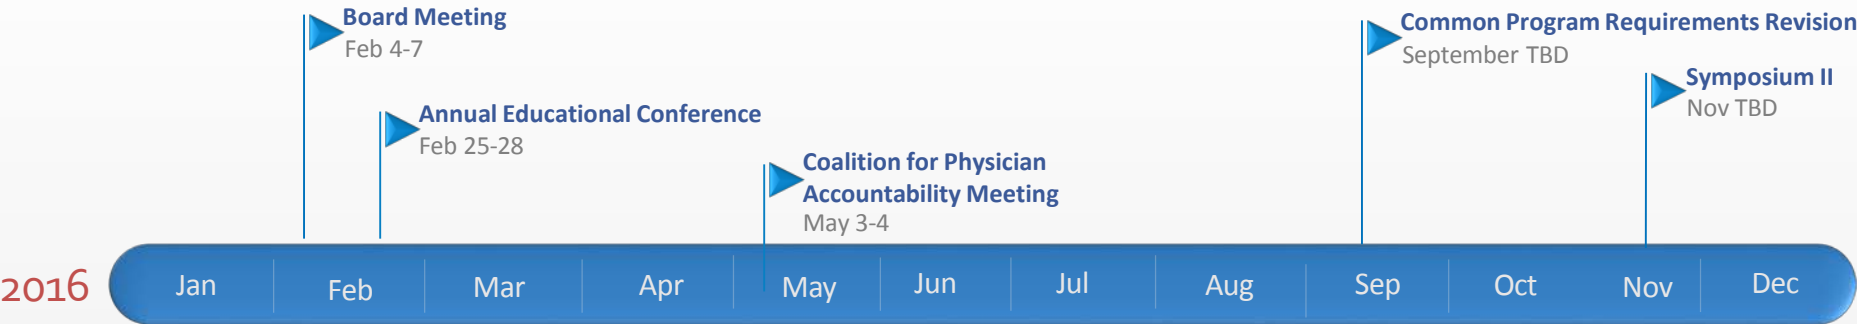 Board Meeting
Feb 4-7
Annual Educational Conference
Feb 25-28
Coalition for Physician
Accountability Meeting
May 3-4
Common Program Requirements Revision
September TBD
Symposium II
Nov TBD
2016
Jan
Feb
Mar
Apr
May
Jun
Jul
Aug
Sep
Oct
Nov
Dec